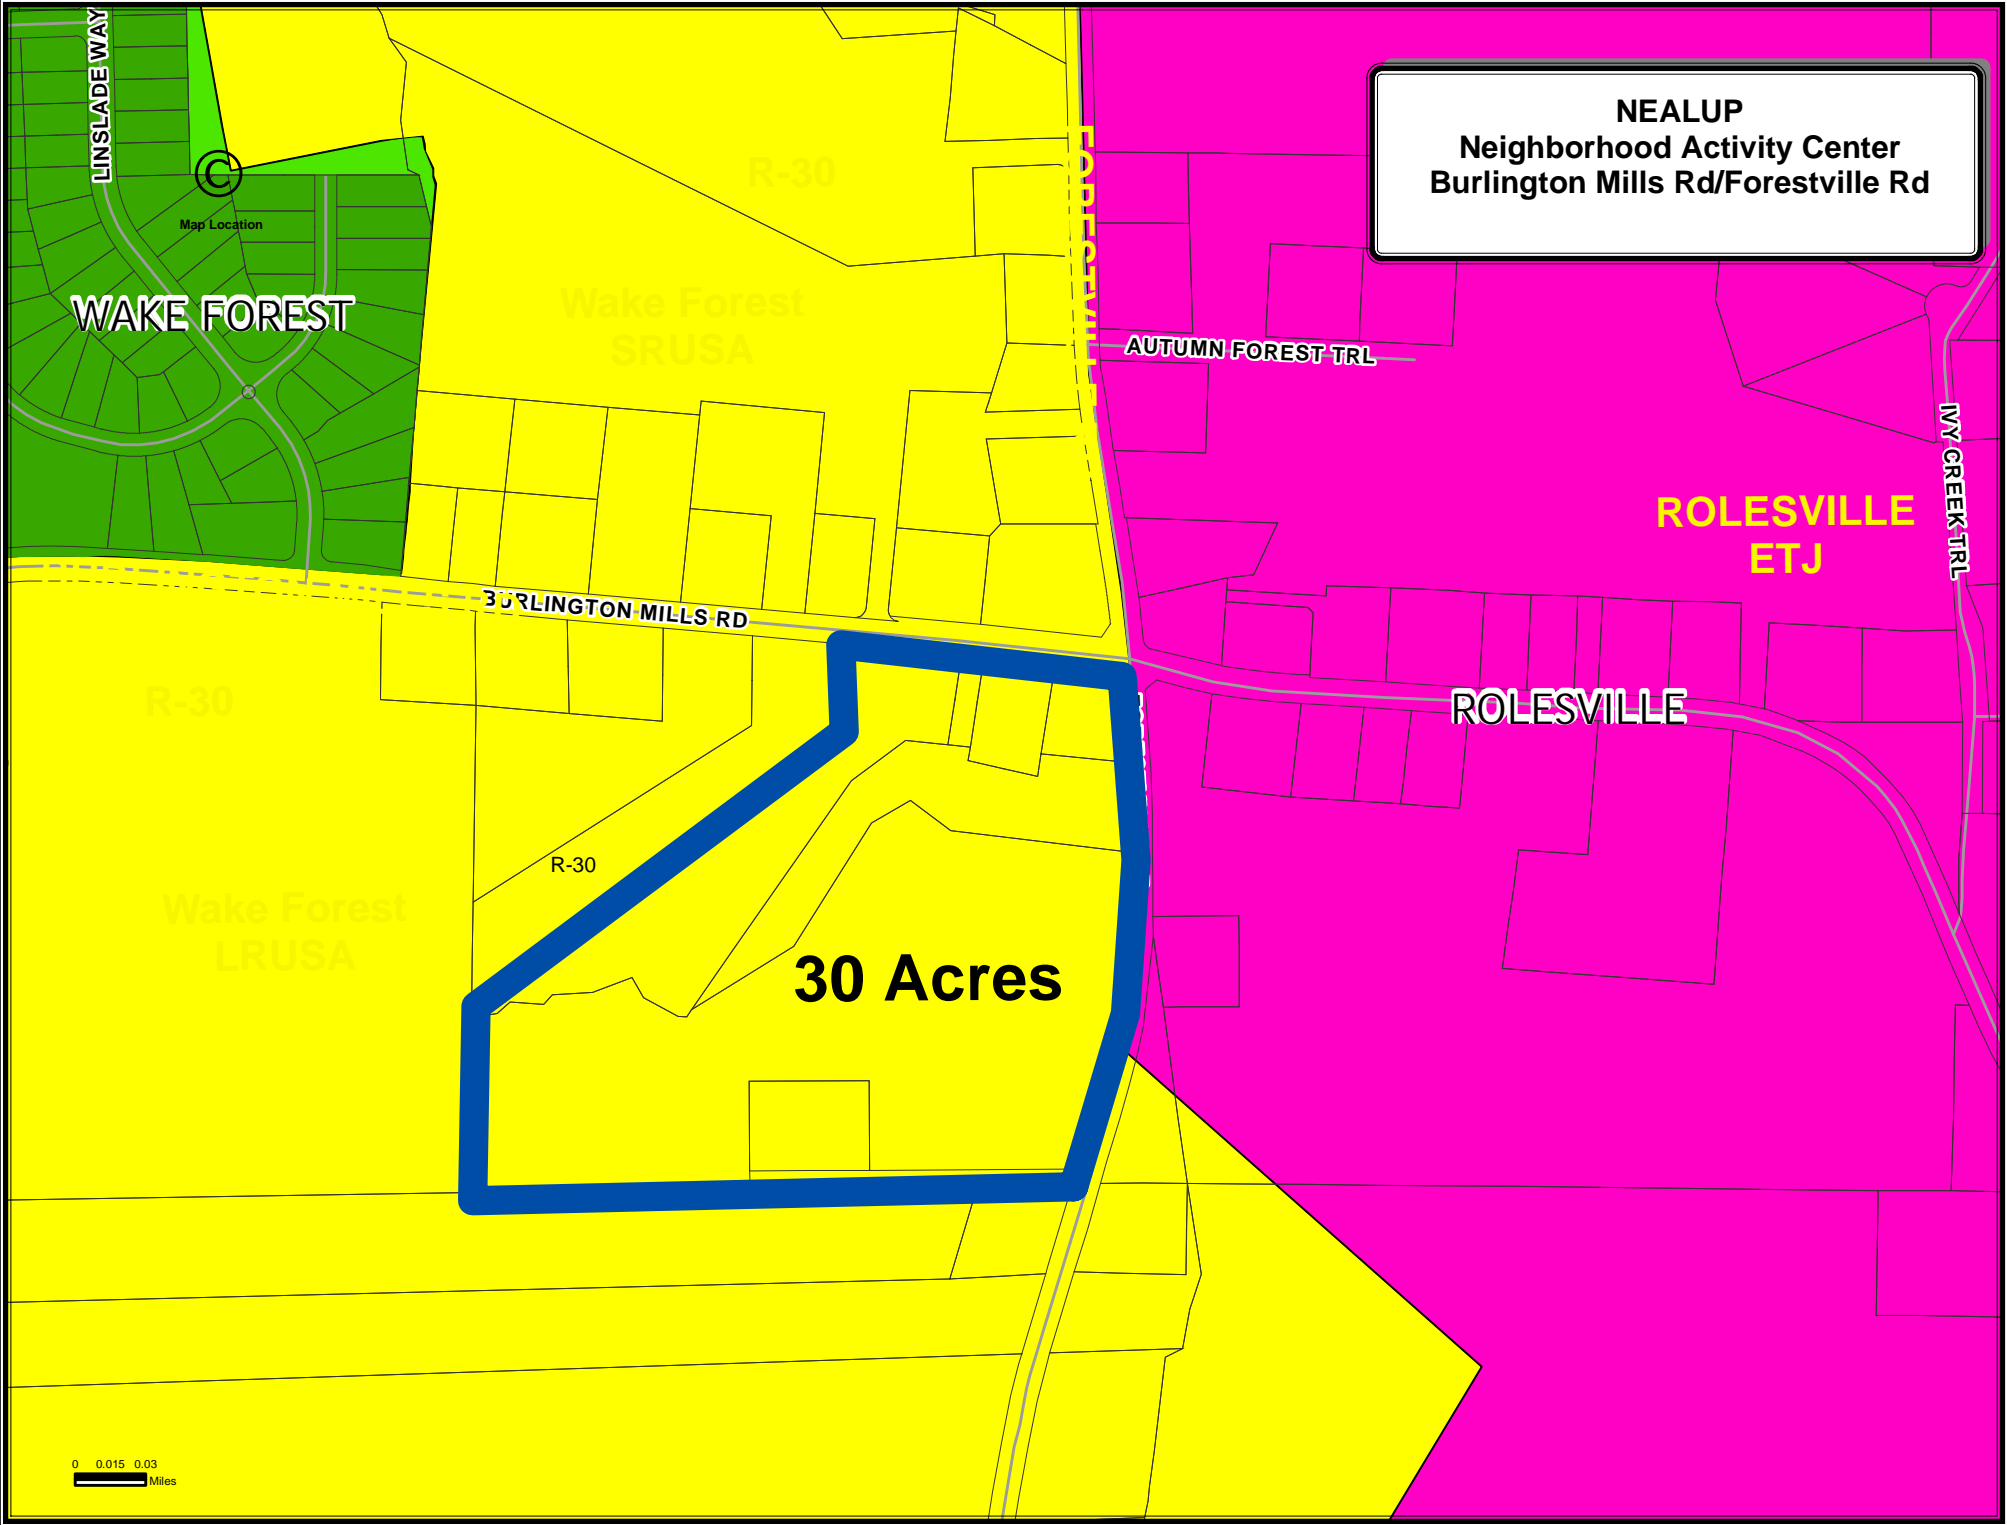 LINSLADE WAY
NEALUP
Neighborhood Activity Center
Burlington Mills Rd/Forestville Rd
©
Map Location
R-30
WAKE FOREST
Wake Forest
SRUSA
AUTUMN FOREST TRL
IVY CREEK TRL
ROLESVILLE
ETJ
BURLINGTON MILLS RD
R-30
ROLESVILLE
R-30
Wake Forest
LRUSA
30 Acres
0 0.015 0.03
Miles